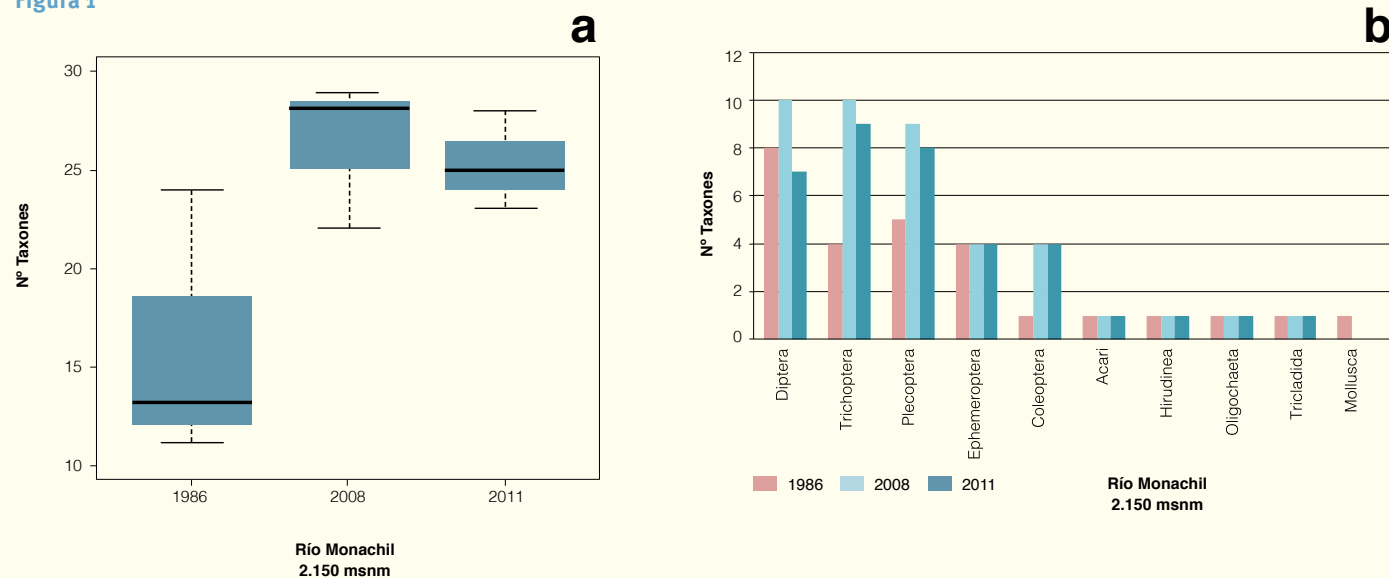 Figura 1
a
30
25
20
15
10
Nº Taxones
1986 2008 2011
Río Monachil
2.150 msnm
b
12
10
8
6
4
2
0
Nº Taxones
Diptera
Trichoptera
Plecoptera
Ephemeroptera
Coleoptera
Acari
Hirudinea
Oligochaeta
Tricladida
Mollusca
1986 2008 2011
Río Monachil
2.150 msnm